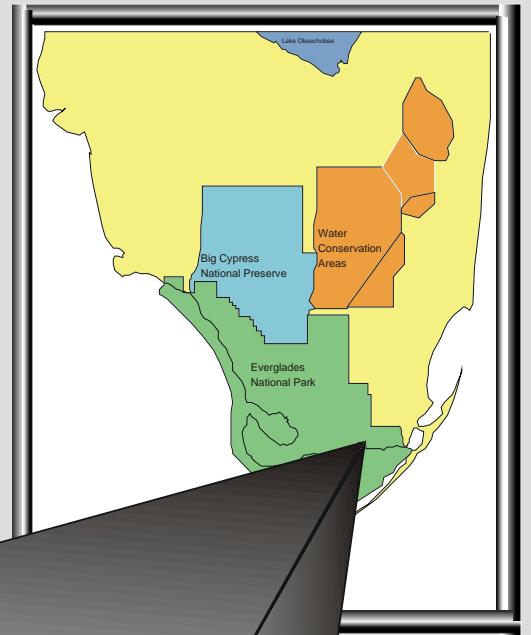 Lake Okeechobee
Water
Conservation
Areas
Big Cypress
National Preserve
Everglades
National Park